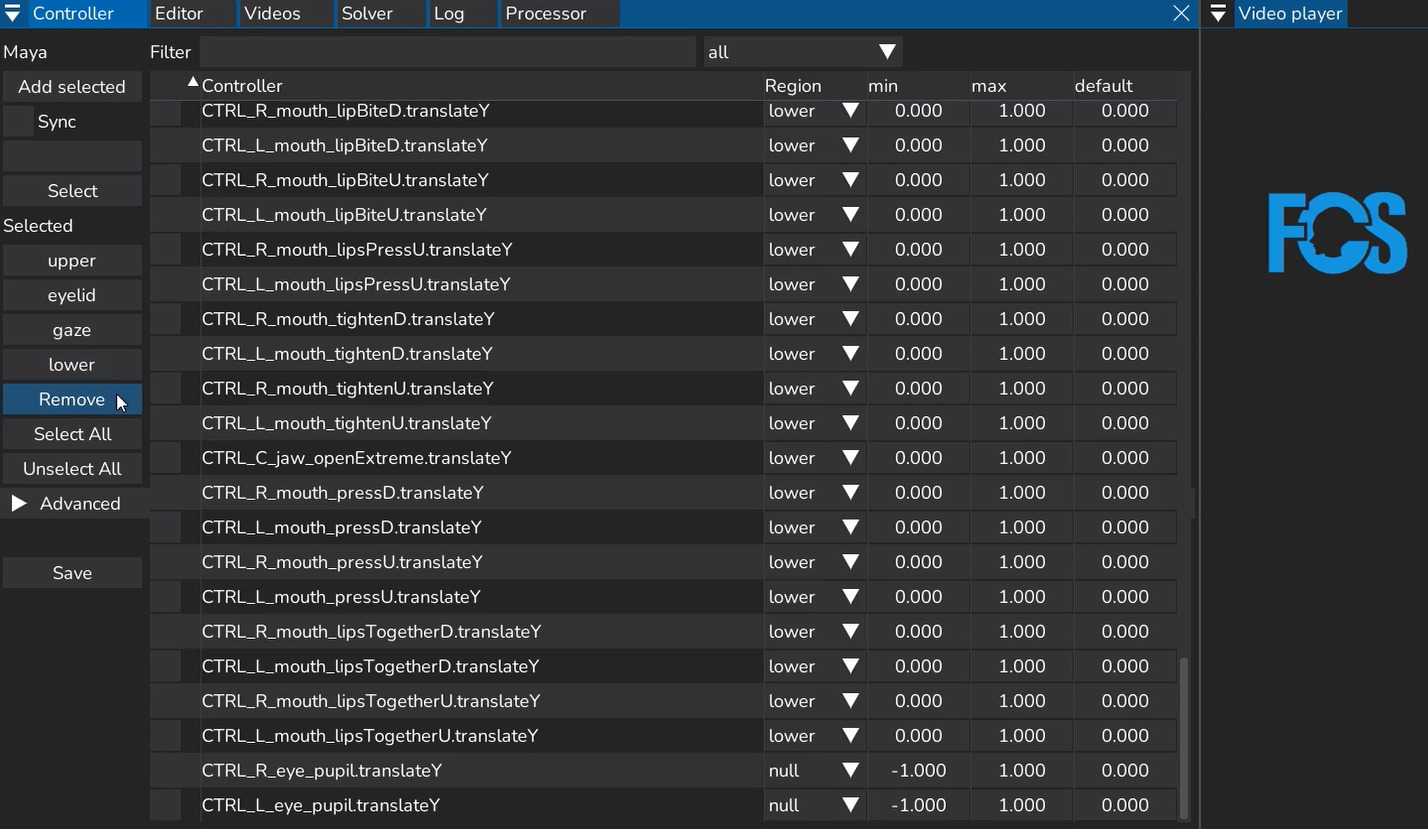 Controller Editor Videos Solver Log Processor Video player
Maya Filter all
Add selected
Sync
Select
Selected
upper
eyelid
gaze
lower
Remove
Select All
Unselect All
Advanced
Save
Controller Region min max default
CTRL_R_mouth_lipBiteD.translateY lower 0.000 1.000 0.000
CTRL_L_mouth_lipBiteD.translateY lower 0.000 1.000 0.000
CTRL_R_mouth_lipBiteU.translateY lower 0.000 1.000 0.000
CTRL_L_mouth_lipBiteU.translateY lower 0.000 1.000 0.000
CTRL_R_mouth_lipsPressU.translateY lower 0.000 1.000 0.000
CTRL_L_mouth_lipsPressU.translateY lower 0.000 1.000 0.000
CTRL_R_mouth_tightenD.translateY lower 0.000 1.000 0.000
CTRL_L_mouth_tightenD.translateY lower 0.000 1.000 0.000
CTRL_R_mouth_tightenU.translateY lower 0.000 1.000 0.000
CTRL_L_mouth_tightenU.translateY lower 0.000 1.000 0.000
CTRL_C_jaw_openExtreme.translateY lower 0.000 1.000 0.000
CTRL_R_mouth_pressD.translateY lower 0.000 1.000 0.000
CTRL_L_mouth_pressD.translateY lower 0.000 1.000 0.000
CTRL_R_mouth_pressU.translateY lower 0.000 1.000 0.000
CTRL_L_mouth_pressU.translateY lower 0.000 1.000 0.000
CTRL_R_mouth_lipsTogetherD.translateY lower 0.000 1.000 0.000
CTRL_L_mouth_lipsTogetherD.translateY lower 0.000 1.000 0.000
CTRL_R_mouth_lipsTogetherU.translateY lower 0.000 1.000 0.000
CTRL_L_mouth_lipsTogetherU.translateY lower 0.000 1.000 0.000
CTRL_R_eye_pupil.translateY null -1.000 1.000 0.000
CTRL_L_eye_pupil.translateY null -1.000 1.000 0.000
FCS